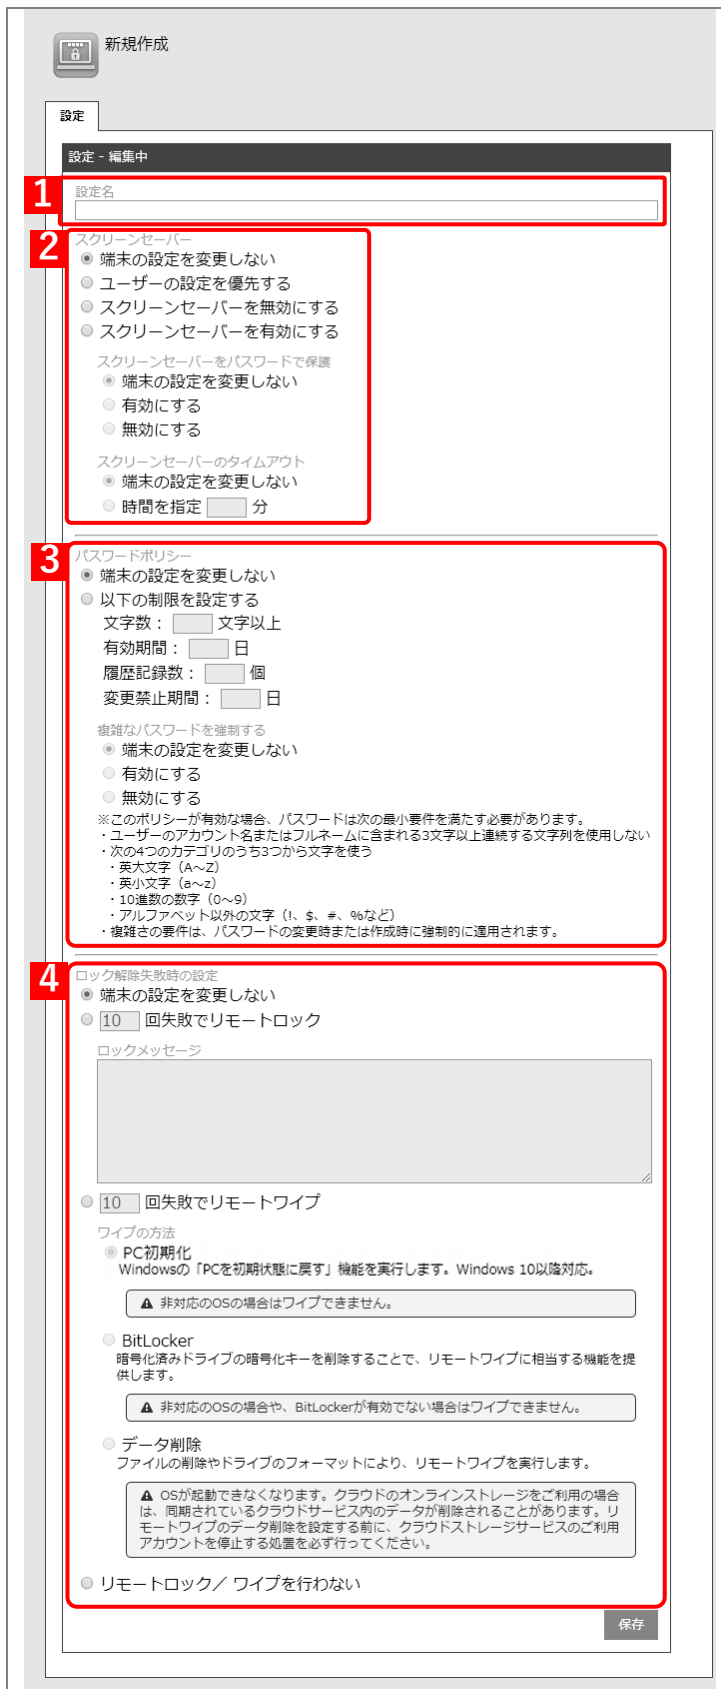 新規作成
設定
設定 - 編集中
1
設定名
2
スクリーンセーバー
端末の設定を変更しない
ユーザーの設定を優先する
スクリーンセーバーを無効にする
スクリーンセーバーを有効にする
スクリーンセーバーをパスワードで保護
端末の設定を変更しない
有効にする
無効にする
スクリーンセーバーのタイムアウト
端末の設定を変更しない
時間を指定 分
3
パスワードポリシー
端末の設定を変更しない
以下の制限を設定する
文字数： 文字以上
有効期間： 日
履歴記録数： 個
変更禁止期間： 日
複雑なパスワードを強制する
端末の設定を変更しない
有効にする
無効にする
※このポリシーが有効な場合、パスワードは次の最小要件を満たす必要があります。
・ユーザーのアカウント名またはフルネームに含まれる3文字以上連続する文字列を使用しない
・次の4つのカテゴリのうち3つから文字を使う
・英大文字（A～Z）
・英小文字（a～z）
・10進数の数字（0～9）
・アルファベット以外の文字（!、$、#、%など）
・複雑さの要件は、パスワードの変更時または作成時に強制的に適用されます。
4
ロック解除失敗時の設定
端末の設定を変更しない
10 回失敗でリモートロック
ロックメッセージ
10 回失敗でリモートワイプ
ワイプの方法
PC初期化
Windowsの「PCを初期状態に戻す」機能を実行します。Windows 10以降対応。
非対応のOSの場合はワイプできません。
BitLocker
暗号化済みドライブの暗号化キーを削除することで、リモートワイプに相当する機能を提
供します。
非対応のOSの場合や、BitLockerが有効でない場合はワイプできません。
データ削除
ファイルの削除やドライブのフォーマットにより、リモートワイプを実行します。
OSが起動できなくなります。クラウドのオンラインストレージをご利用の場合
は、同期されているクラウドサービス内のデータが削除されることがあります。リ
モートワイプのデータ削除を設定する前に、クラウドストレージサービスのご利用
アカウントを停止する処置を必ず行ってください。
リモートロック／ワイプを行わない
保存